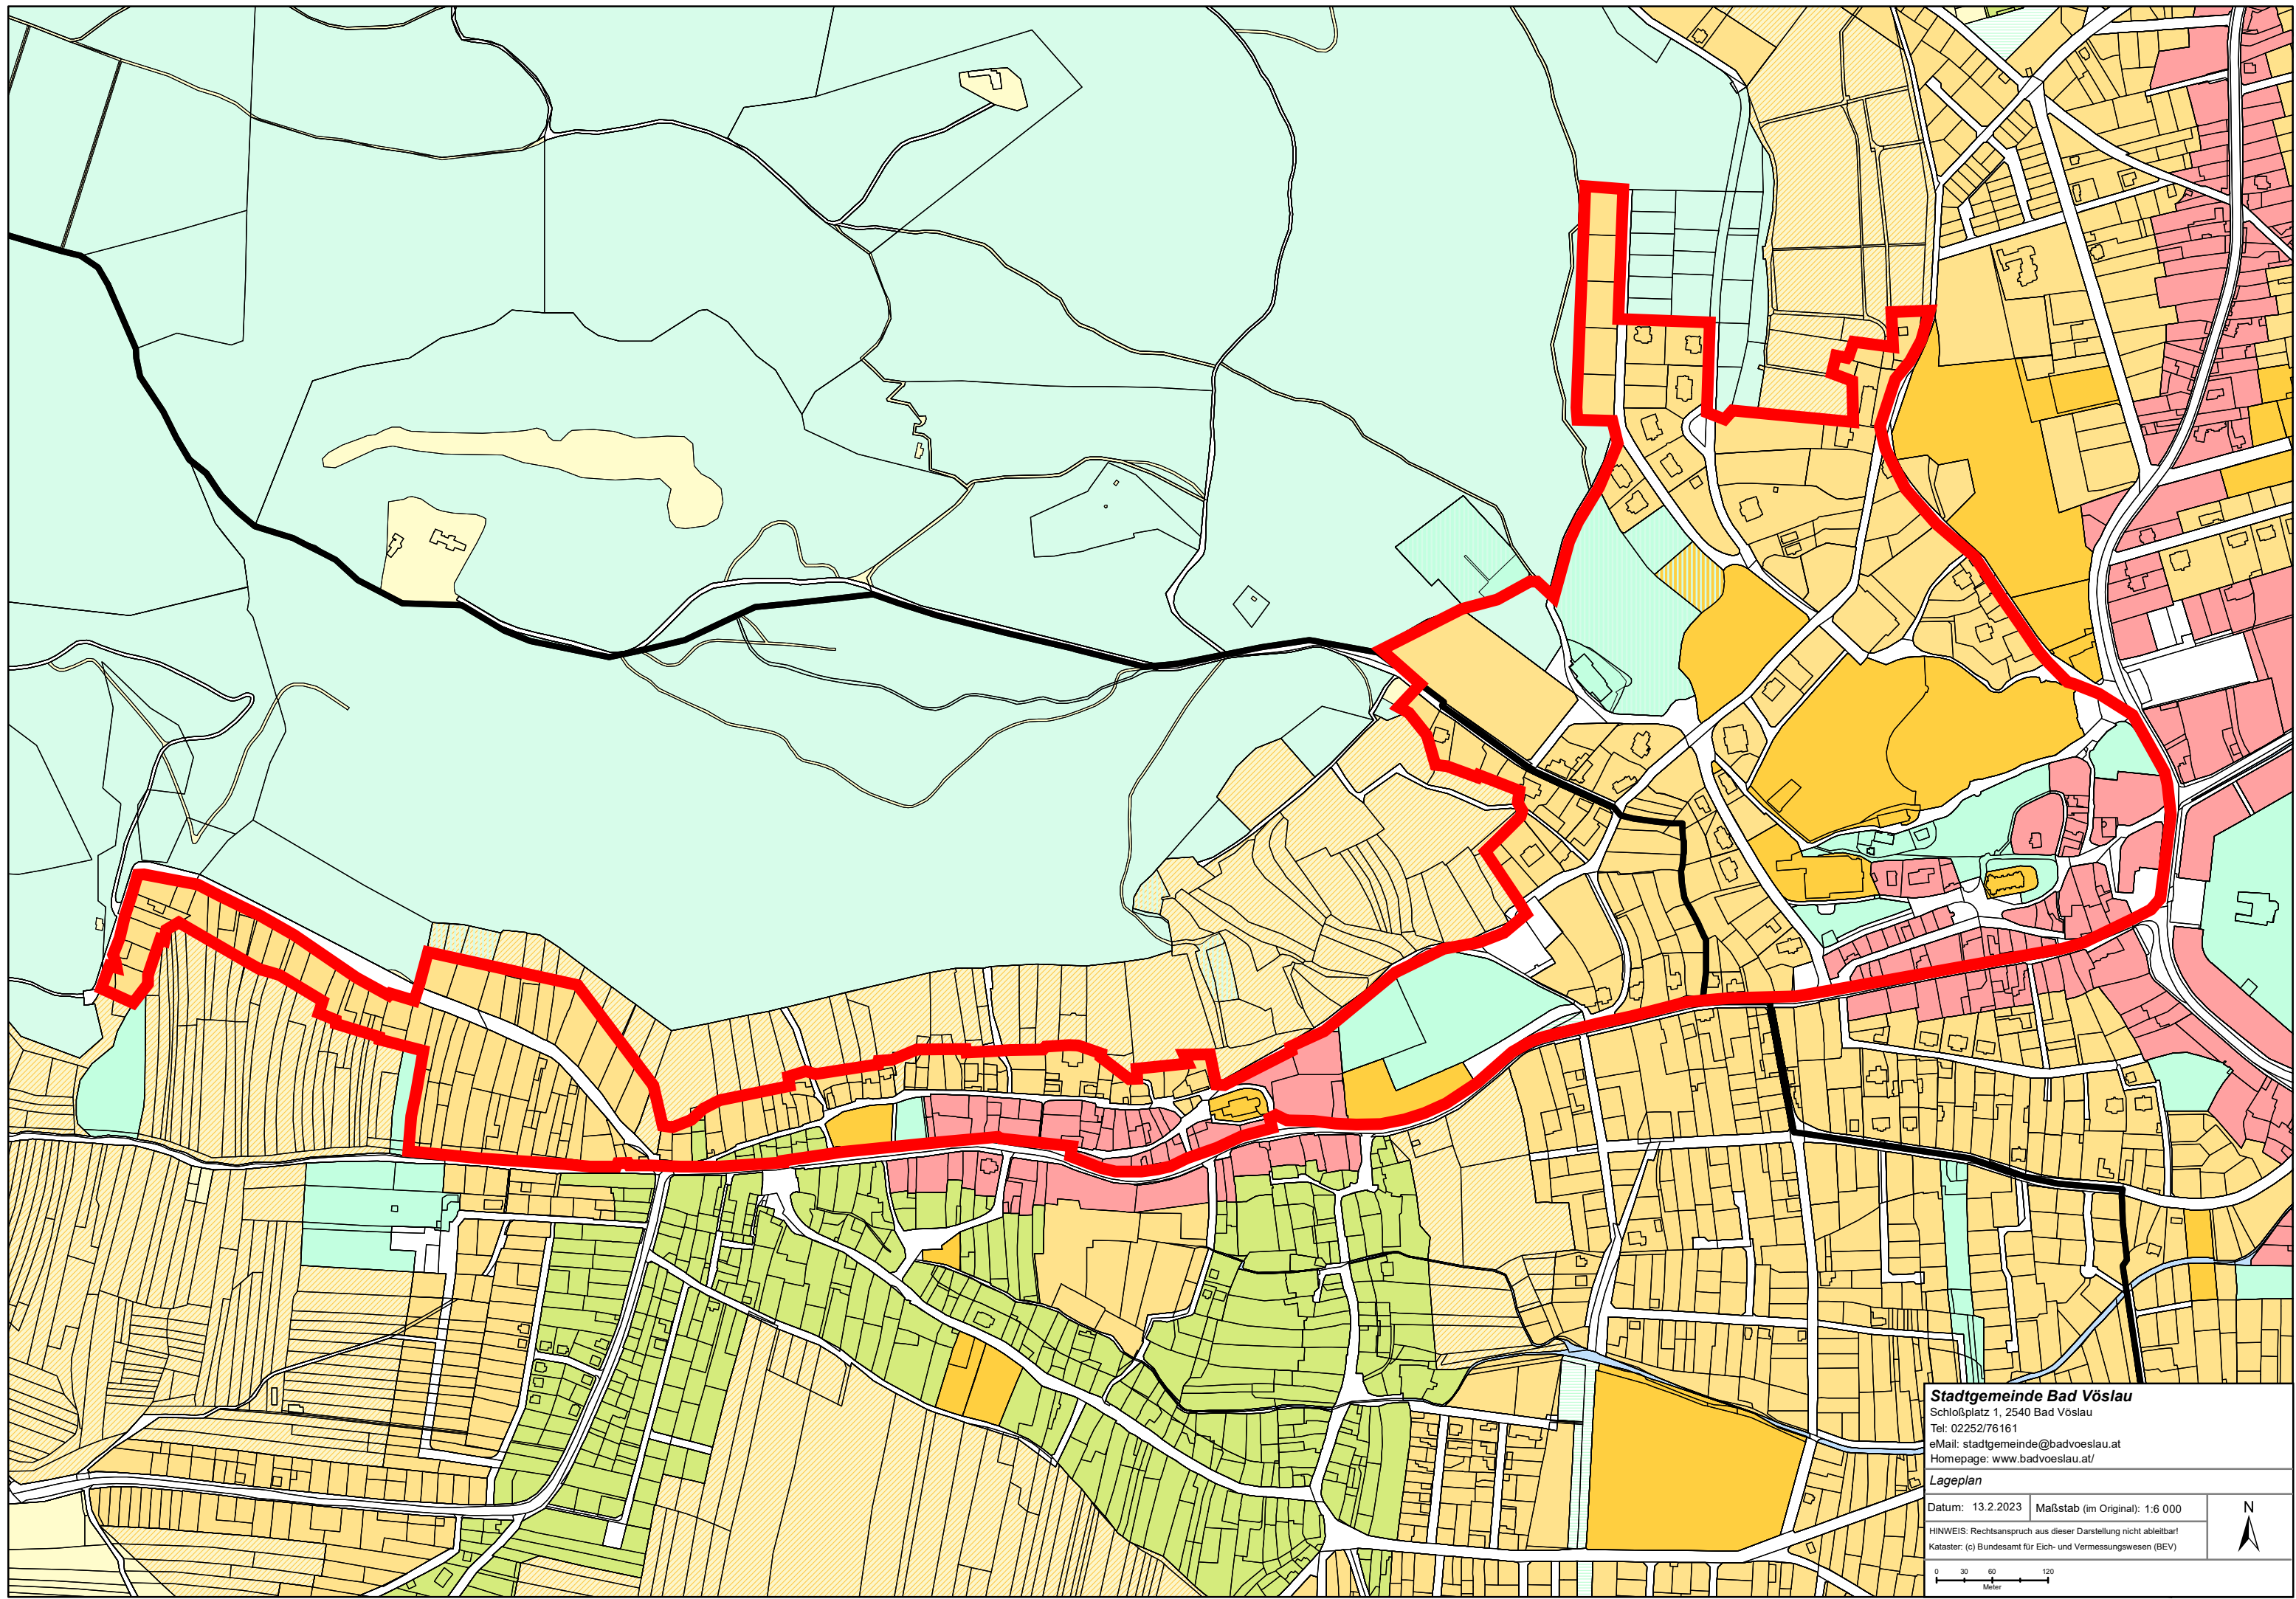 Stadtgemeinde Bad Vöslau
Schloßplatz 1, 2540 Bad Vöslau
Tel: 02252/76161
eMail: stadtgemeinde@badvoeslau.at
Homepage: www.badvoeslau.at/
Lageplan
Datum: 13.2.2023 Maßstab (im Original): 1:6 000
N
HINWEIS: Rechtsanspruch aus dieser Darstellung nicht ableitbar!
Kataster: (c) Bundesamt für Eich- und Vermessungswesen (BEV)
0 30 60 120
Meter